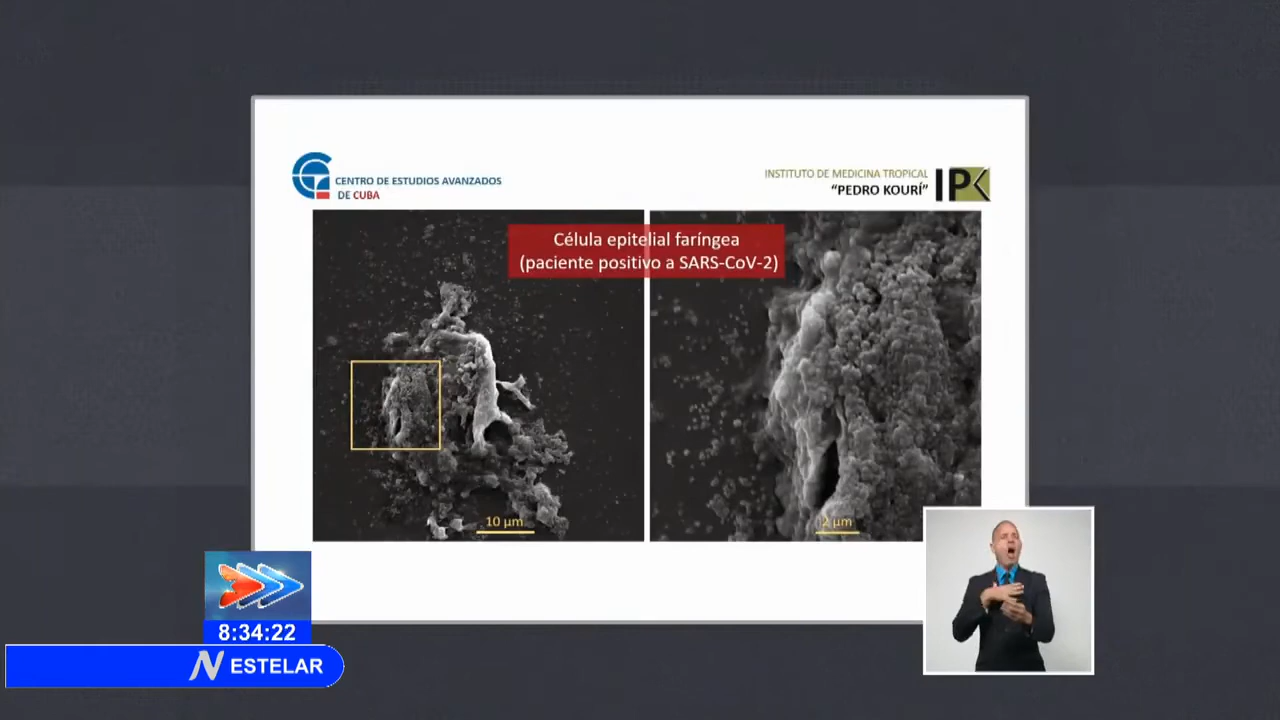 CENTRO DE ESTUDIOS AVANZADOS
DE CUBA
INSTITUTO DE MEDICINA TROPICAL
“PEDRO KOURÍ”
IPK
Célula epitelial faríngea
(paciente positivo a SARS-CoV-2)
10 µm
2 µm
8:34:22
N ESTELAR